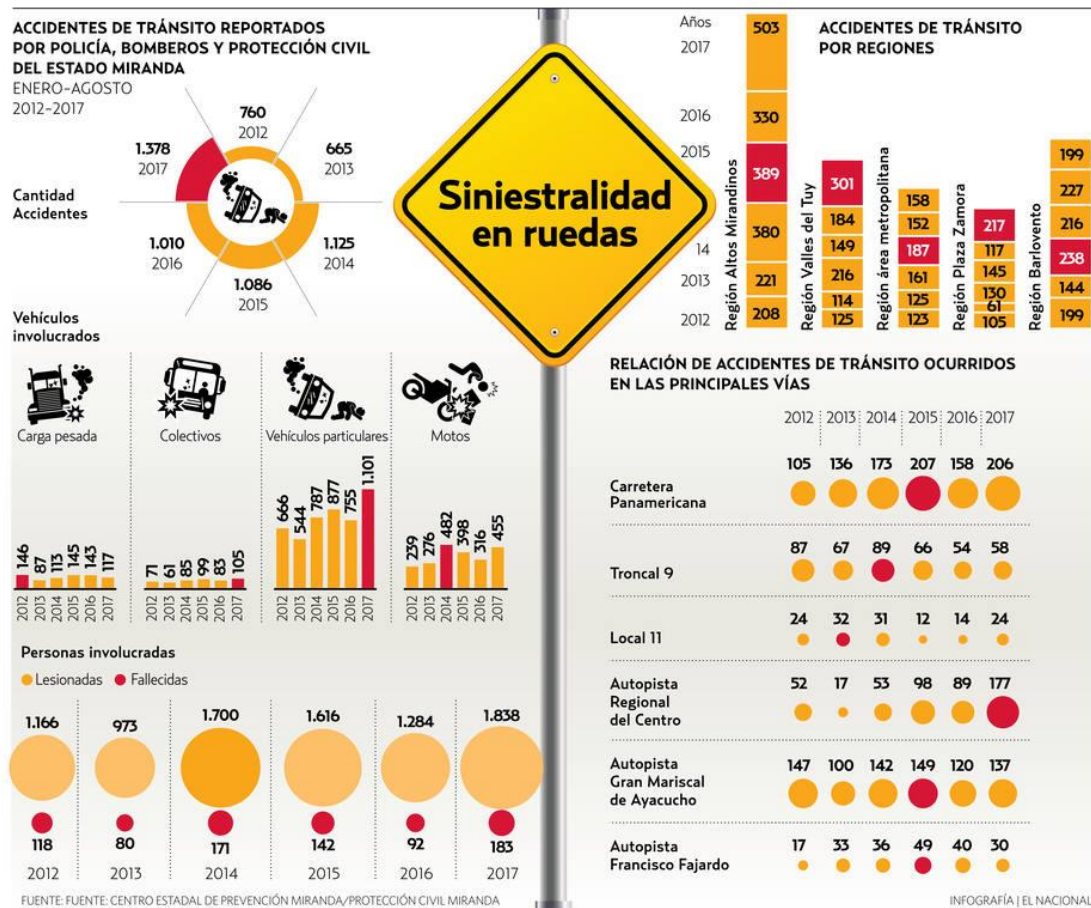 ACCIDENTES DE TRÁNSITO REPORTADOS
POR POLICÍA, BOMBEROS Y PROTECCIÓN CIVIL
DEL ESTADO MIRANDA
ENERO-AGOSTO
2012-2017
Cantidad
Accidentes
760
2012
665
2013
1.125
2014
1.086
2015
1.010
2016
1.378
2017
Vehículos
involucrados
Carga pesada
146 87 113 145 143 117
2012 2013 2014 2015 2016 2017
Colectivos
71 61 85 99 83 105
2012 2013 2014 2015 2016 2017
Vehículos particulares
666 544 787 877 755 1.101
2012 2013 2014 2015 2016 2017
Motos
239 276 482 398 316 455
2012 2013 2014 2015 2016 2017
Personas involucradas
Lesionadas Fallecidas
1.166 973 1.700 1.616 1.284 1.838
118 80 171 142 92 183
2012 2013 2014 2015 2016 2017
FUENTE: FUENTE: CENTRO ESTADAL DE PREVENCIÓN MIRANDA/PROTECCIÓN CIVIL MIRANDA
Siniestralidad
en ruedas
ACCIDENTES DE TRÁNSITO
POR REGIONES
Años
2017
2016
2015
14
2013
2012
Región Altos Mirandinos
503
330
389
380
221
208
Región Valles del Tuy
301
184
149
216
114
125
Región área metropolitana
158
152
187
161
125
123
Región Plaza Zamora
217
117
145
130
61
105
Región Barlovento
199
227
216
238
144
199
RELACIÓN DE ACCIDENTES DE TRÁNSITO OCURRIDOS
EN LAS PRINCIPALES VÍAS
2012 2013 2014 2015 2016 2017
Carretera
Panamericana
105 136 173 207 158 206
Troncal 9
87 67 89 66 54 58
Local 11
24 32 31 12 14 24
Autopista
Regional
del Centro
52 17 53 98 89 177
Autopista
Gran Mariscal
de Ayacucho
147 100 142 149 120 137
Autopista
Francisco Fajardo
17 33 36 49 40 30
INFOGRAFÍA | EL NACIONAL